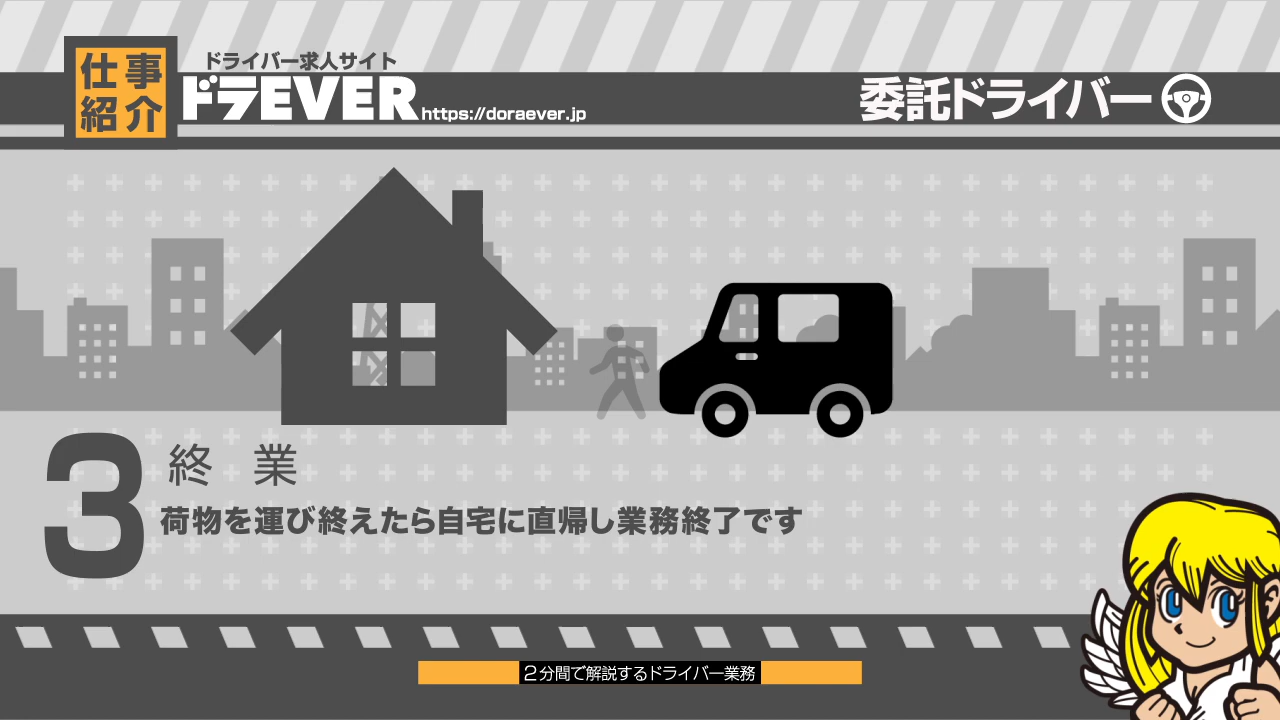 仕事
紹介
ドライバー求人サイト
ドラEVER
https://doraever.jp
委託ドライバー
3
終 業
荷物を運び終えたら自宅に直帰し業務終了です
2分間で解説するドライバー業務